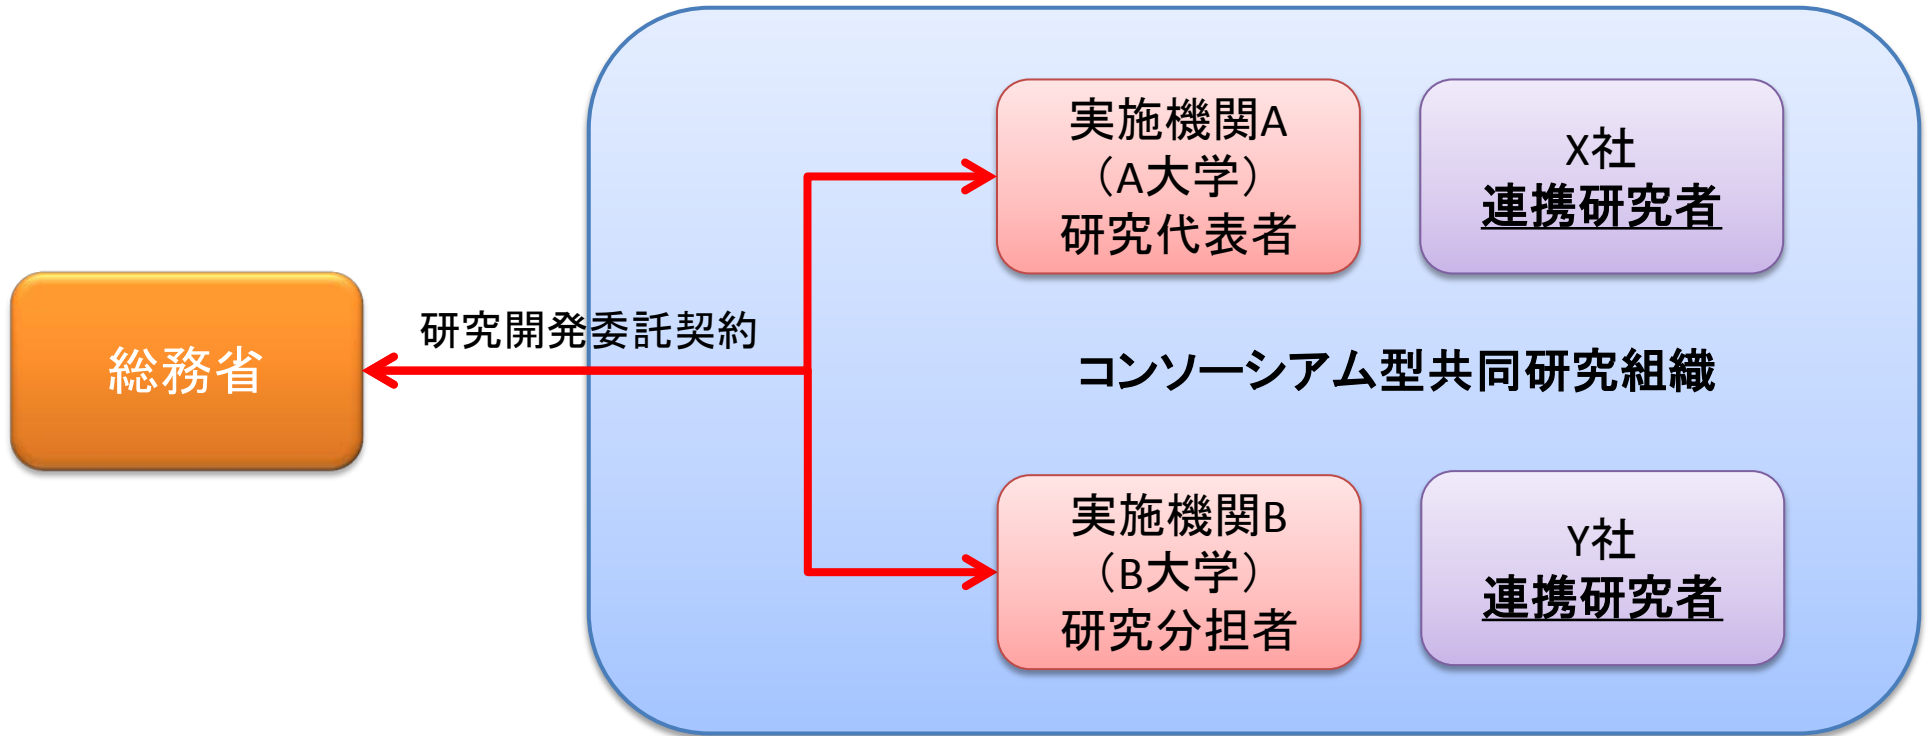 総務省
研究開発委託契約
実施機関A
（A大学）
研究代表者
X社
連携研究者
コンソーシアム型共同研究組織
実施機関B
（B大学）
研究分担者
Y社
連携研究者